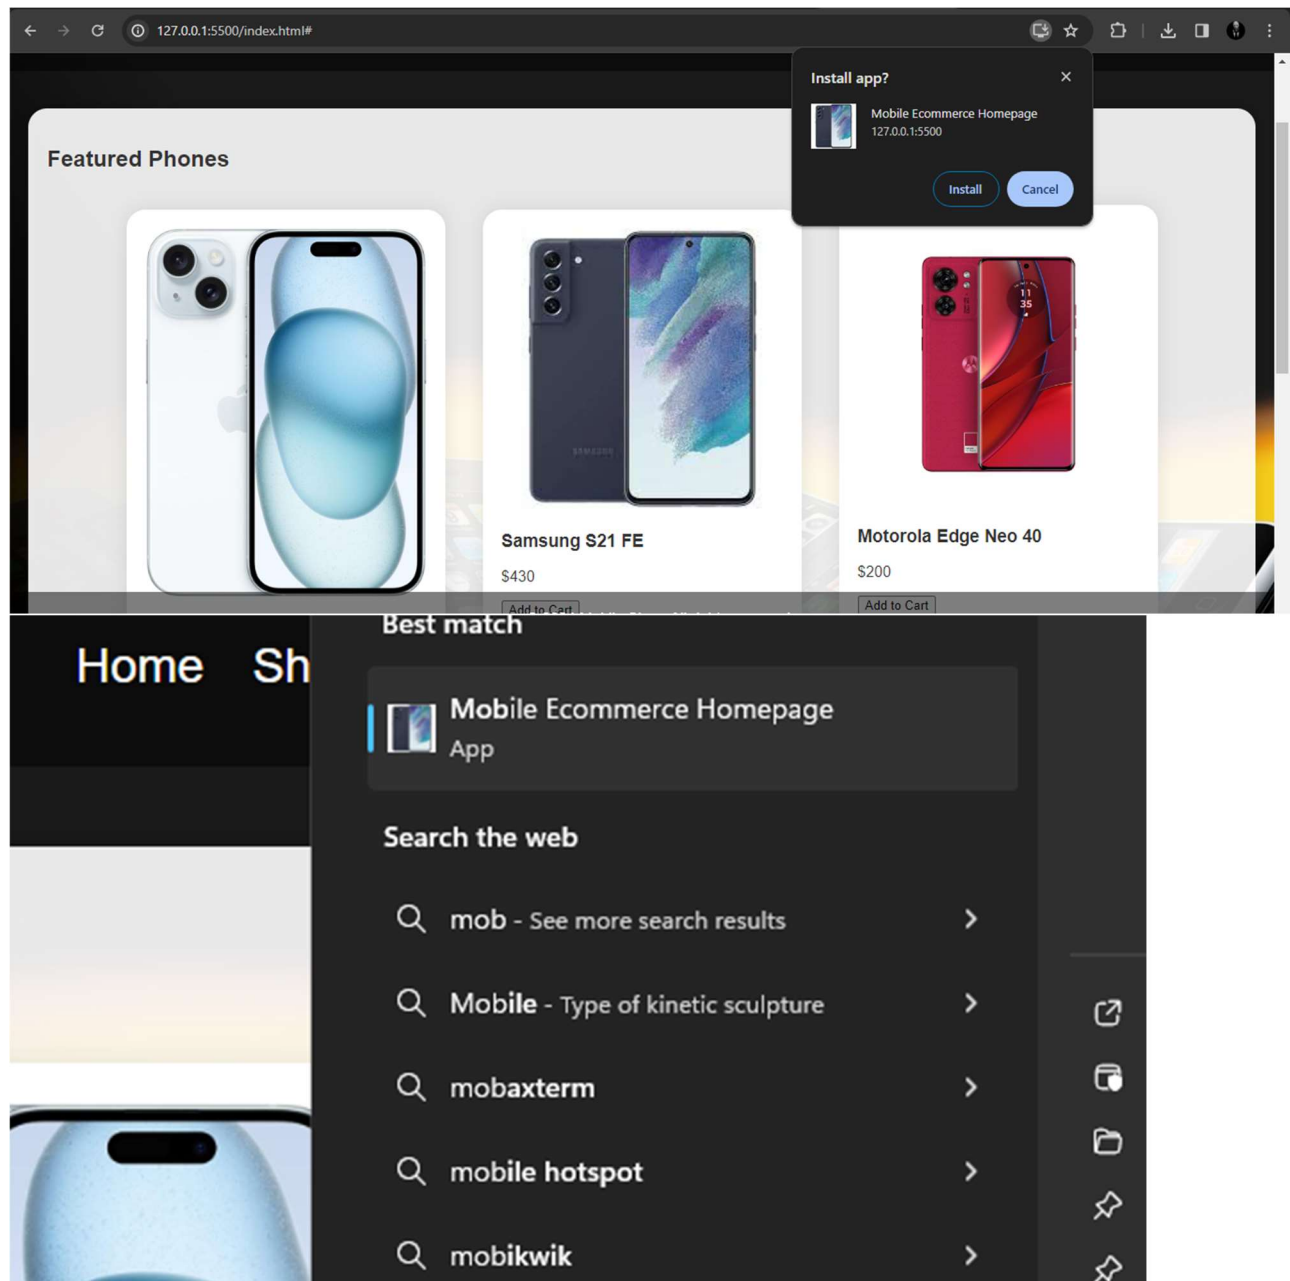 127.0.0.1:5500/index.html#
Install app?
Mobile Ecommerce Homepage
127.0.0.1:5500
Install Cancel
Featured Phones
11
35
SAMSUNG
Samsung S21 FE
$430
Add to Cart
Motorola Edge Neo 40
$200
Add to Cart
Home Sh
Best match
Mobile Ecommerce Homepage
App
Search the web
mob - See more search results
Mobile - Type of kinetic sculpture
mobaxterm
mobile hotspot
mobikwik